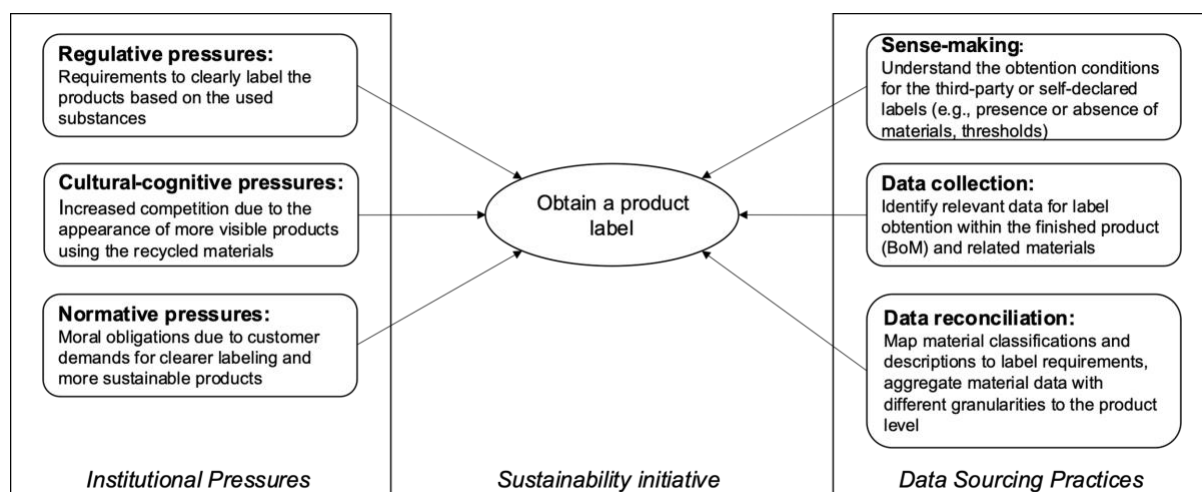 Regulative pressures:
Requirements to clearly label the
products based on the used
substances
Cultural-cognitive pressures:
Increased competition due to the
appearance of more visible products
using the recycled materials
Normative pressures:
Moral obligations due to customer
demands for clearer labeling and
more sustainable products
Institutional Pressures
Obtain a product
label
Sustainability initiative
Sense-making:
Understand the obtention conditions
for the third-party or self-declared
labels (e.g., presence or absence of
materials, thresholds)
Data collection:
Identify relevant data for label
obtention within the finished product
(BoM) and related materials
Data reconciliation:
Map material classifications and
descriptions to label requirements,
aggregate material data with
different granularities to the product
level
Data Sourcing Practices